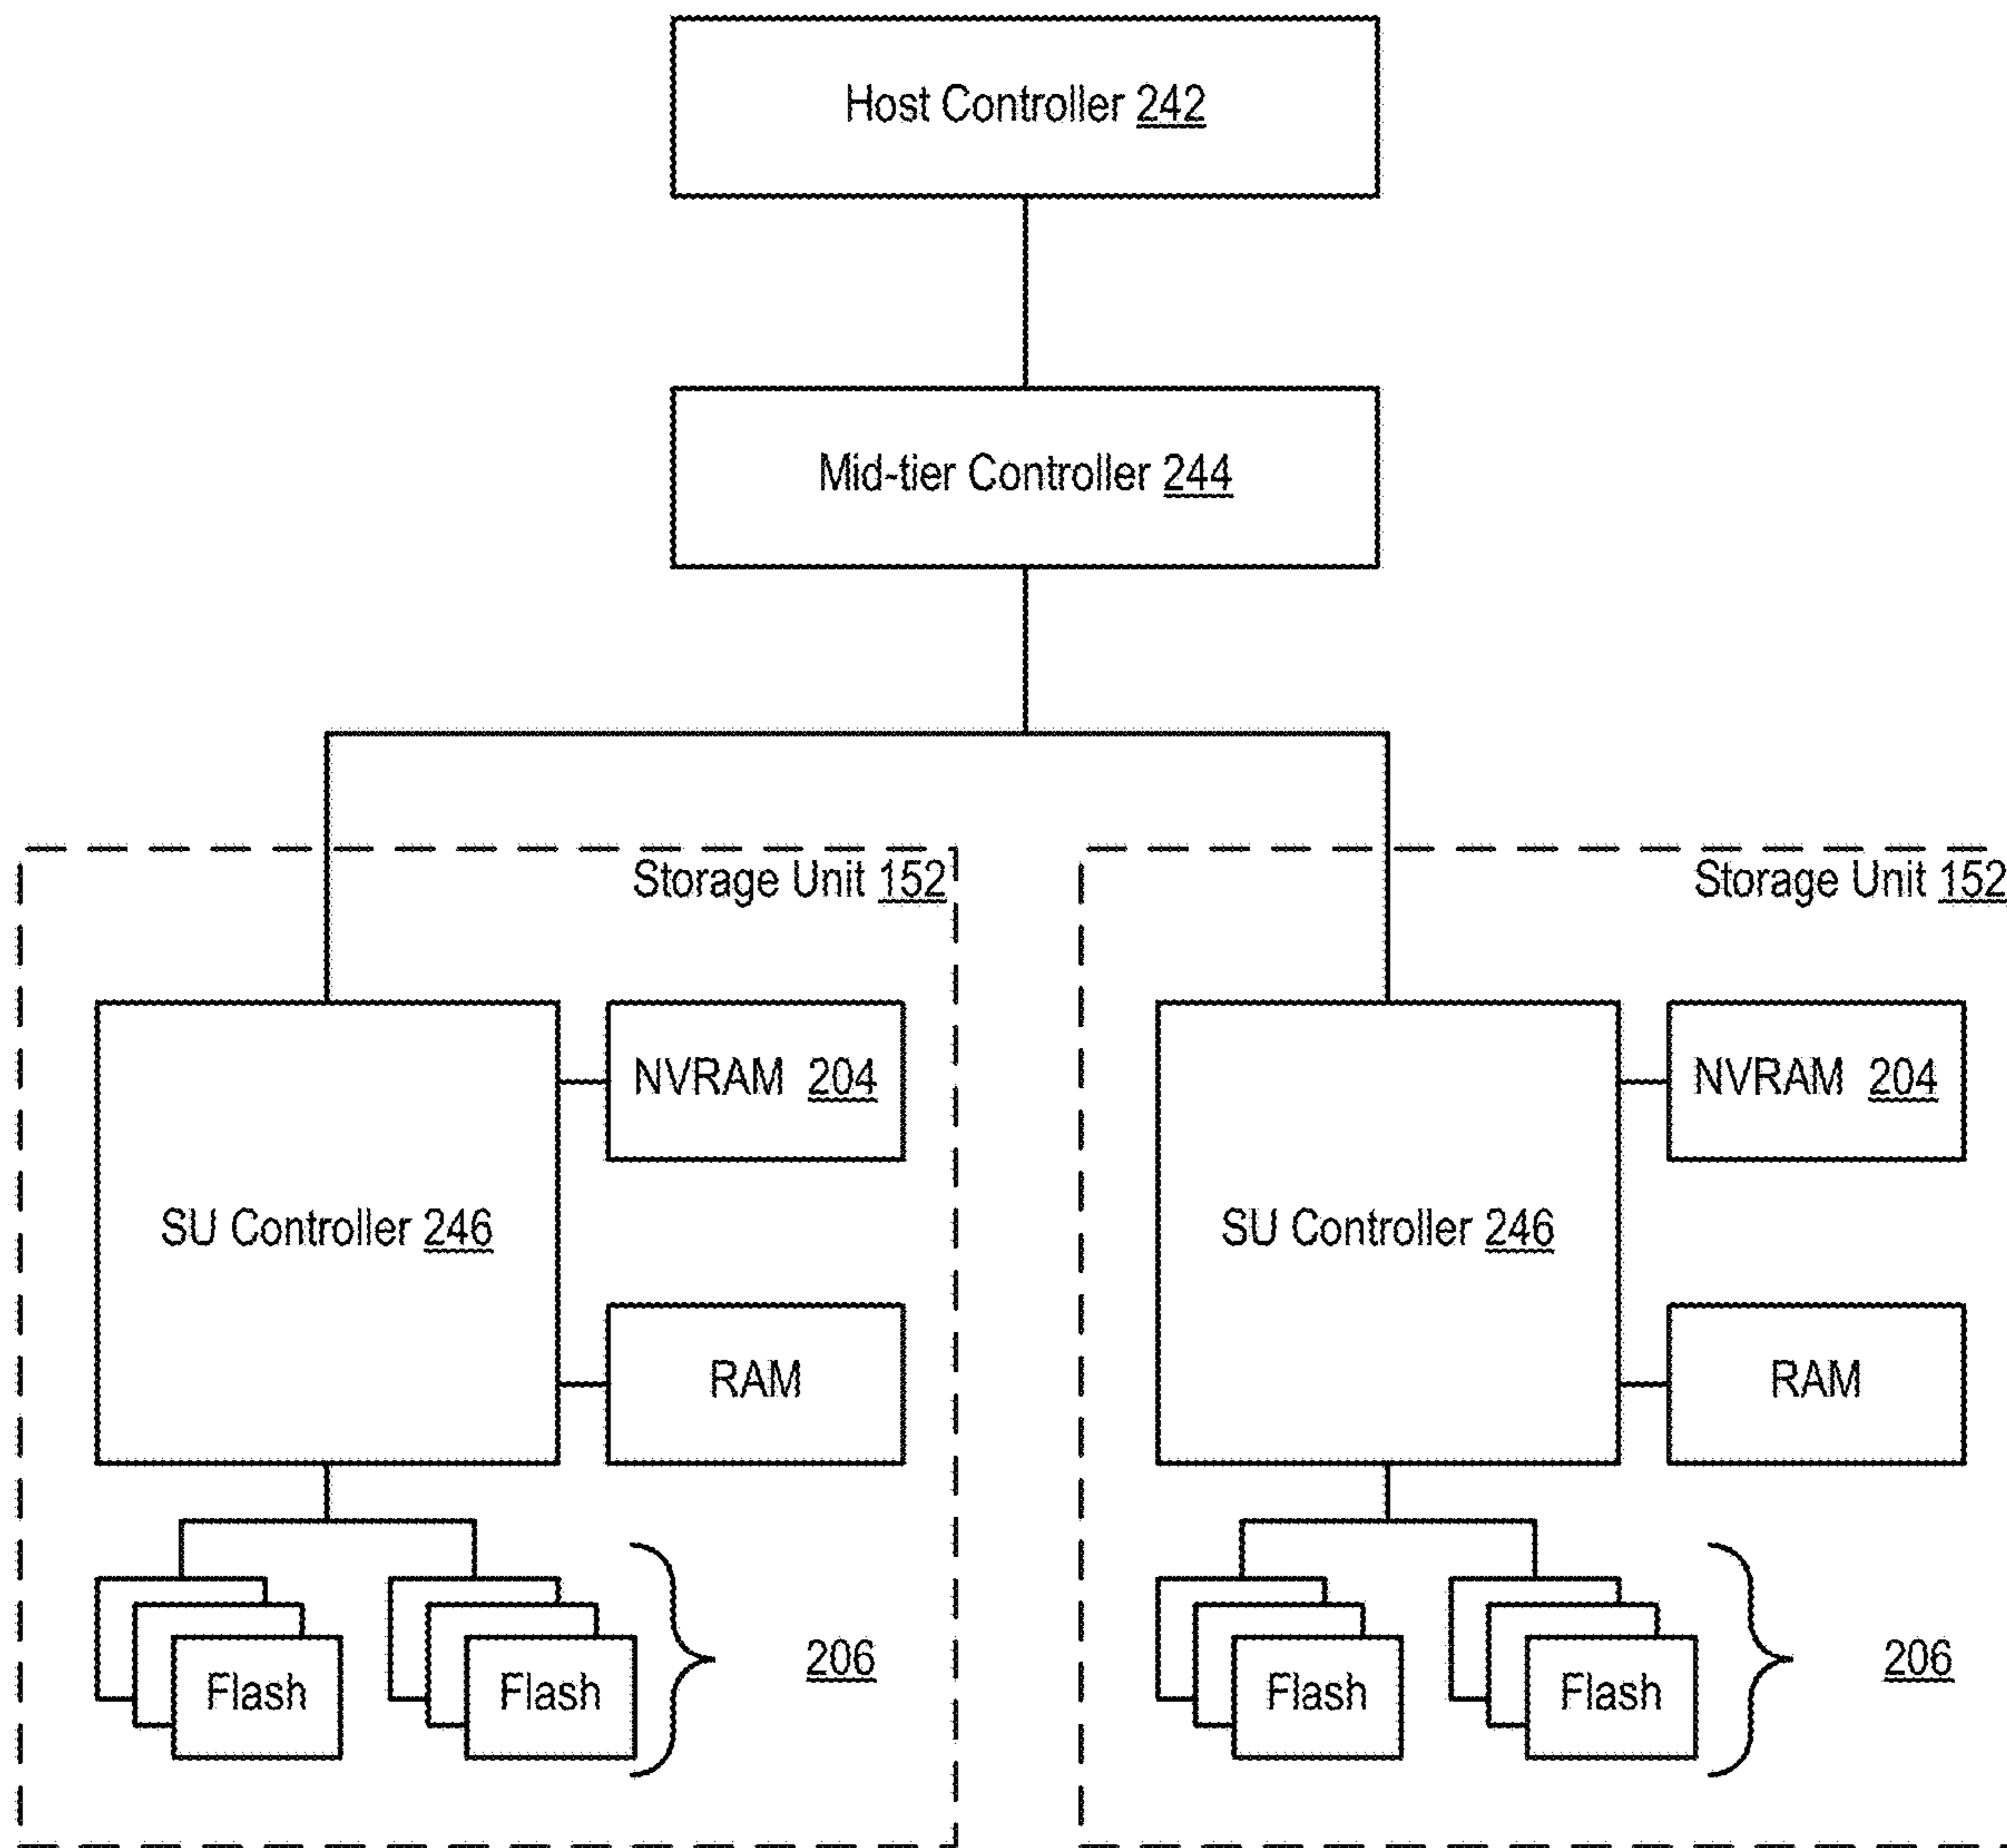 Host Controller 242
Mid-tier Controller 244
Storage Unit 152
SU Controller 246
NVRAM 204
RAM
Flash
Flash
206
Storage Unit 152
SU Controller 246
NVRAM 204
RAM
Flash
Flash
206